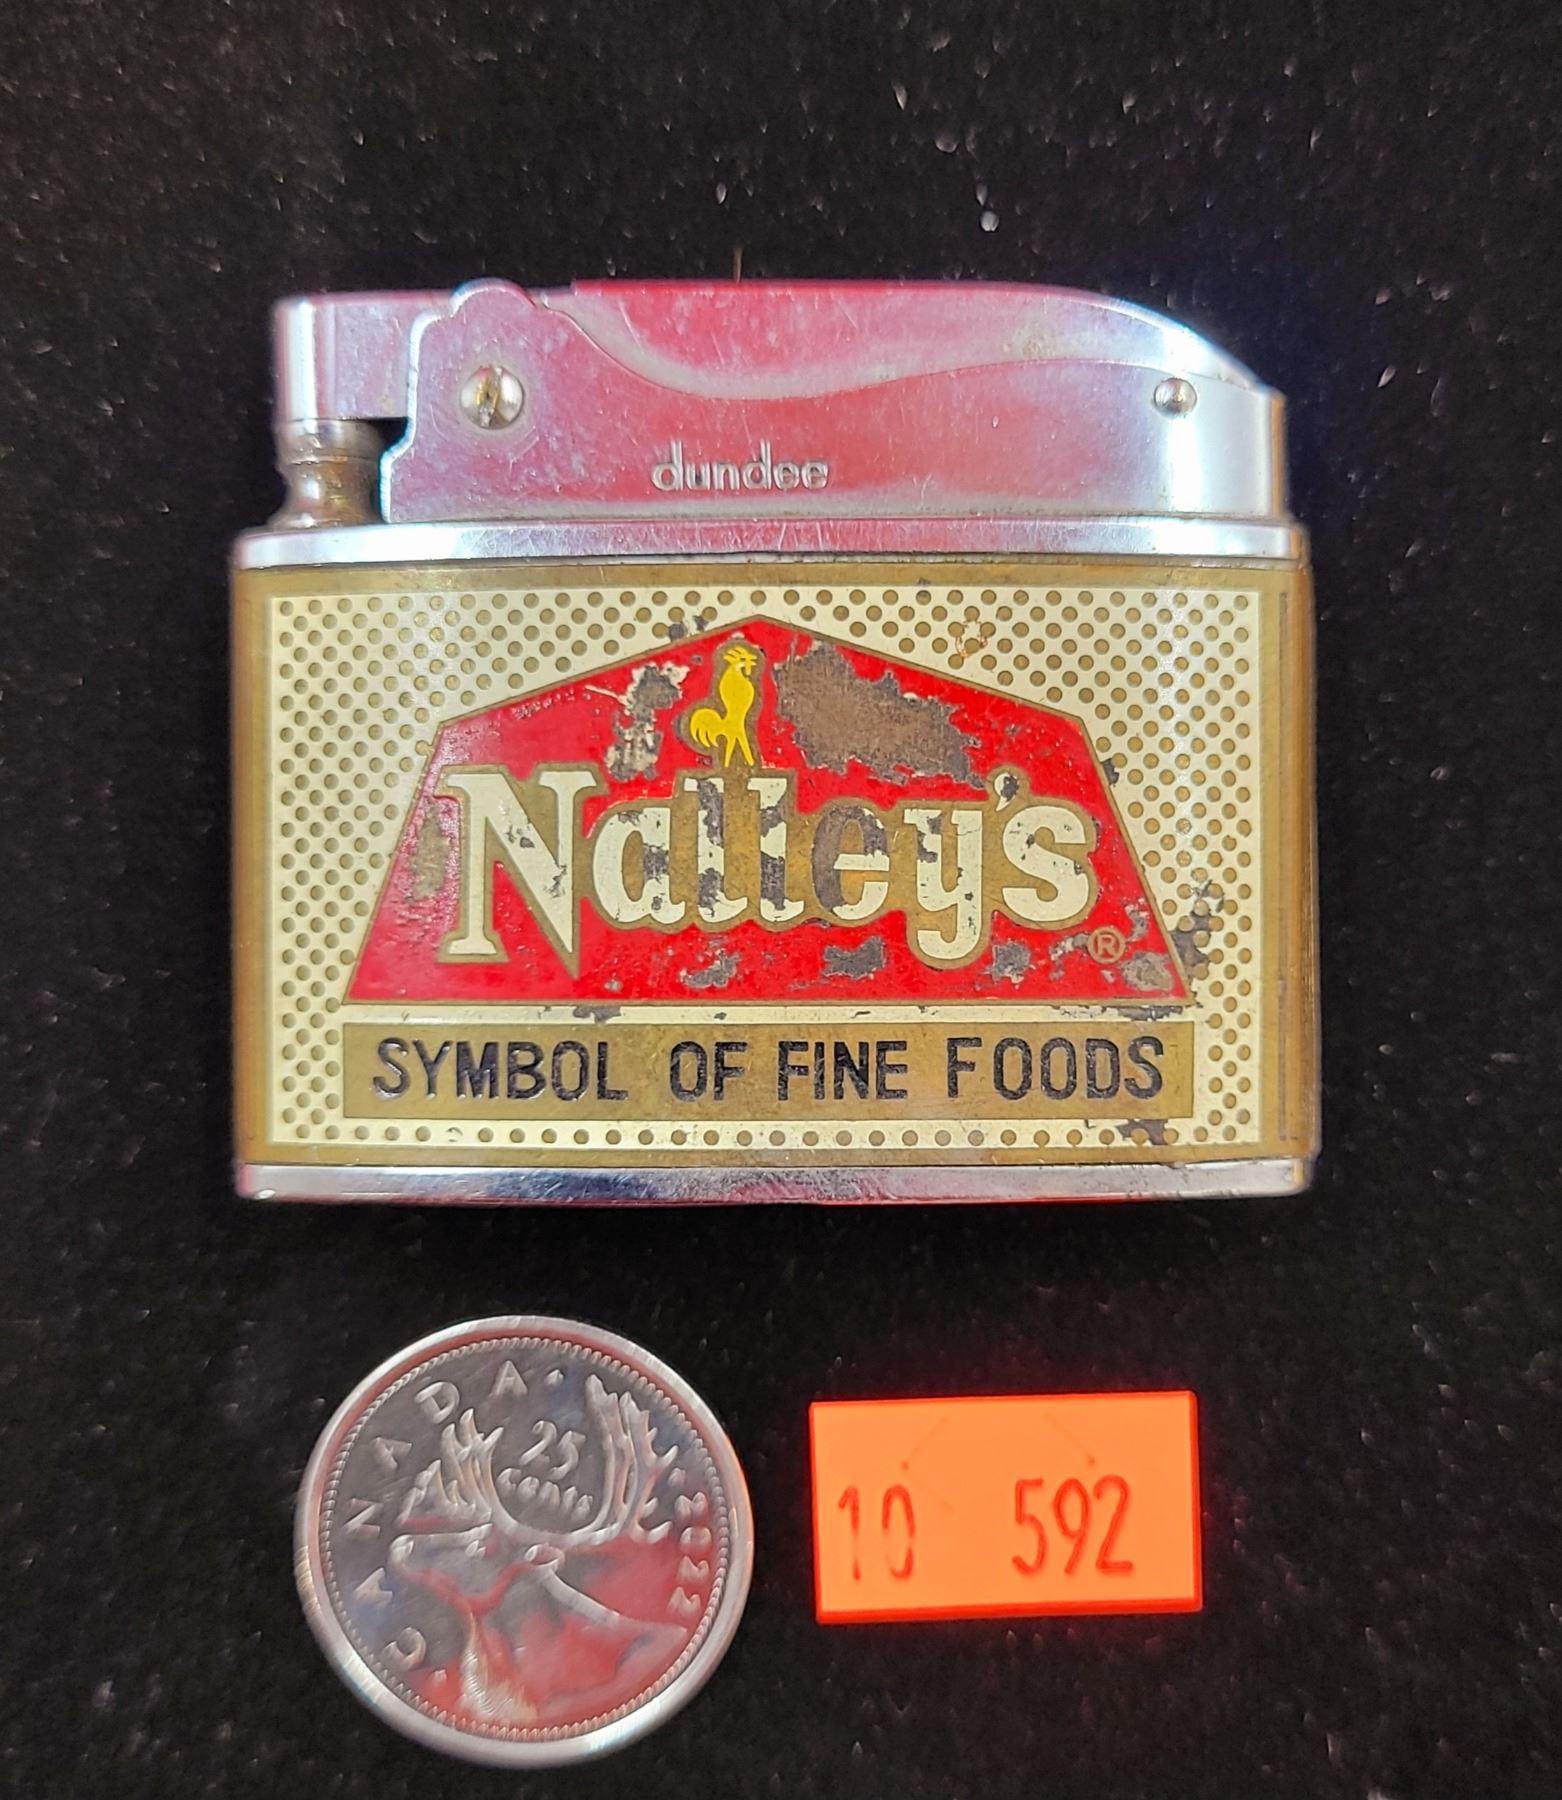 dundee
Nalley's ®
SYMBOL OF FINE FOODS
CANADA 25 cents 2022
10 592